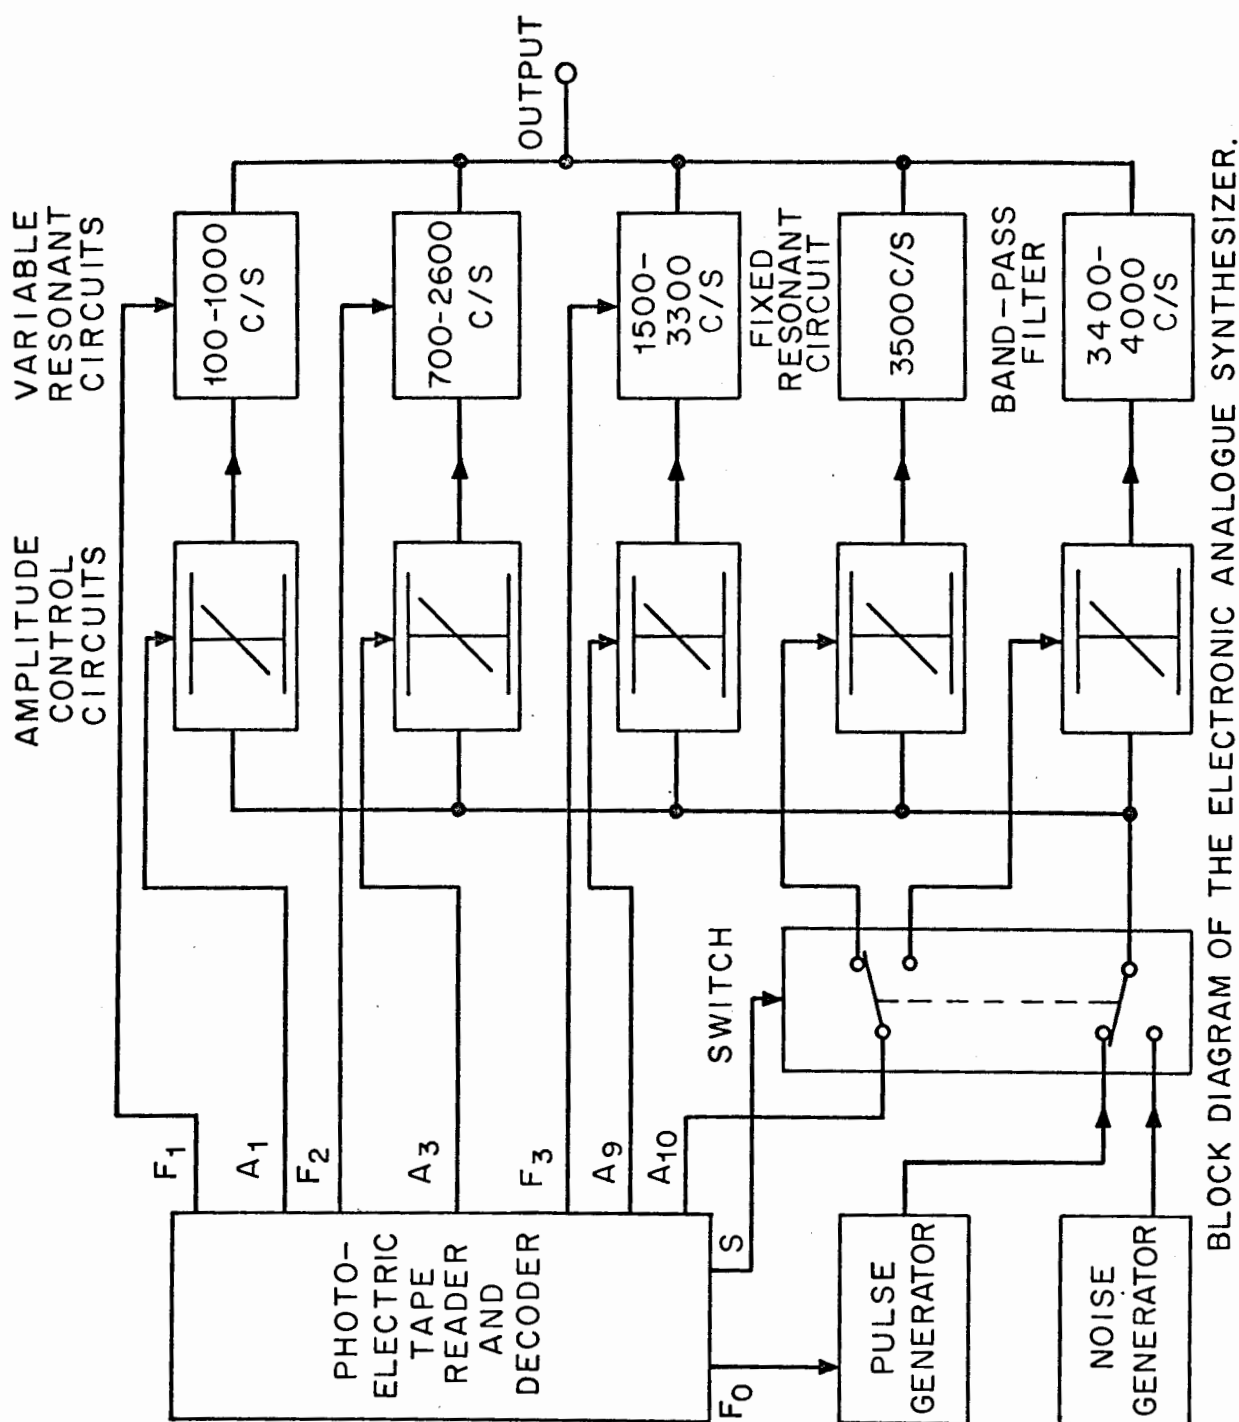 AMPLITUDE
CONTROL
CIRCUITS
VARIABLE
RESONANT
CIRCUITS
F1
A1
F2
A3
F3
A9
A10
PHOTO-
ELECTRIC
TAPE
READER
AND
DECODER
S
F0
100-1000
C/S
700-2600
C/S
1500-
3300
C/S
OUTPUT
FIXED
RESONANT
CIRCUIT
3500C/S
BAND-PASS
FILTER
3400-
4000
C/S
SWITCH
PULSE
GENERATOR
NOISE
GENERATOR
BLOCK DIAGRAM OF THE ELECTRONIC ANALOGUE SYNTHESIZER.